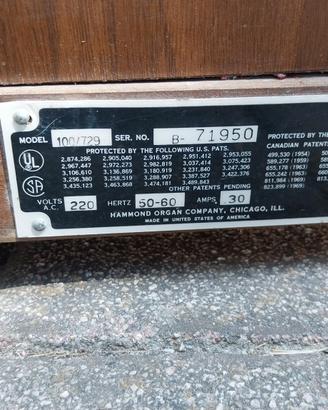 MODEL 100/729 SER. NO. B- 71950
PROTECTED BY THE FOLLOWING U.S. PATS.
2,874,286 2,905,040 2,916,957 2,951,412 2,953,055
2,967,447 2,972,273 2,982,819 3,037,414 3,075,423
3,106,610 3,136,869 3,180,919 3,231,840 3,247,306
3,256,380 3,258,519 3,288,907 3,387,527 3,422,376
3,435,123 3,463,868 3,474,181 3,489,843
OTHER PATENTS PENDING
PROTECTED BY
CANADIAN PATENT
499,530 (1954)
589,277 (1959)
655,178 (1963)
655,242 (1963)
811,984 (1969)
823,899 (1969)
UL
SA
VOLTS A.C. 220 HERTZ 50-60 AMPS 30
HAMMOND ORGAN COMPANY, CHICAGO, ILL.
MADE IN UNITED STATES OF AMERICA